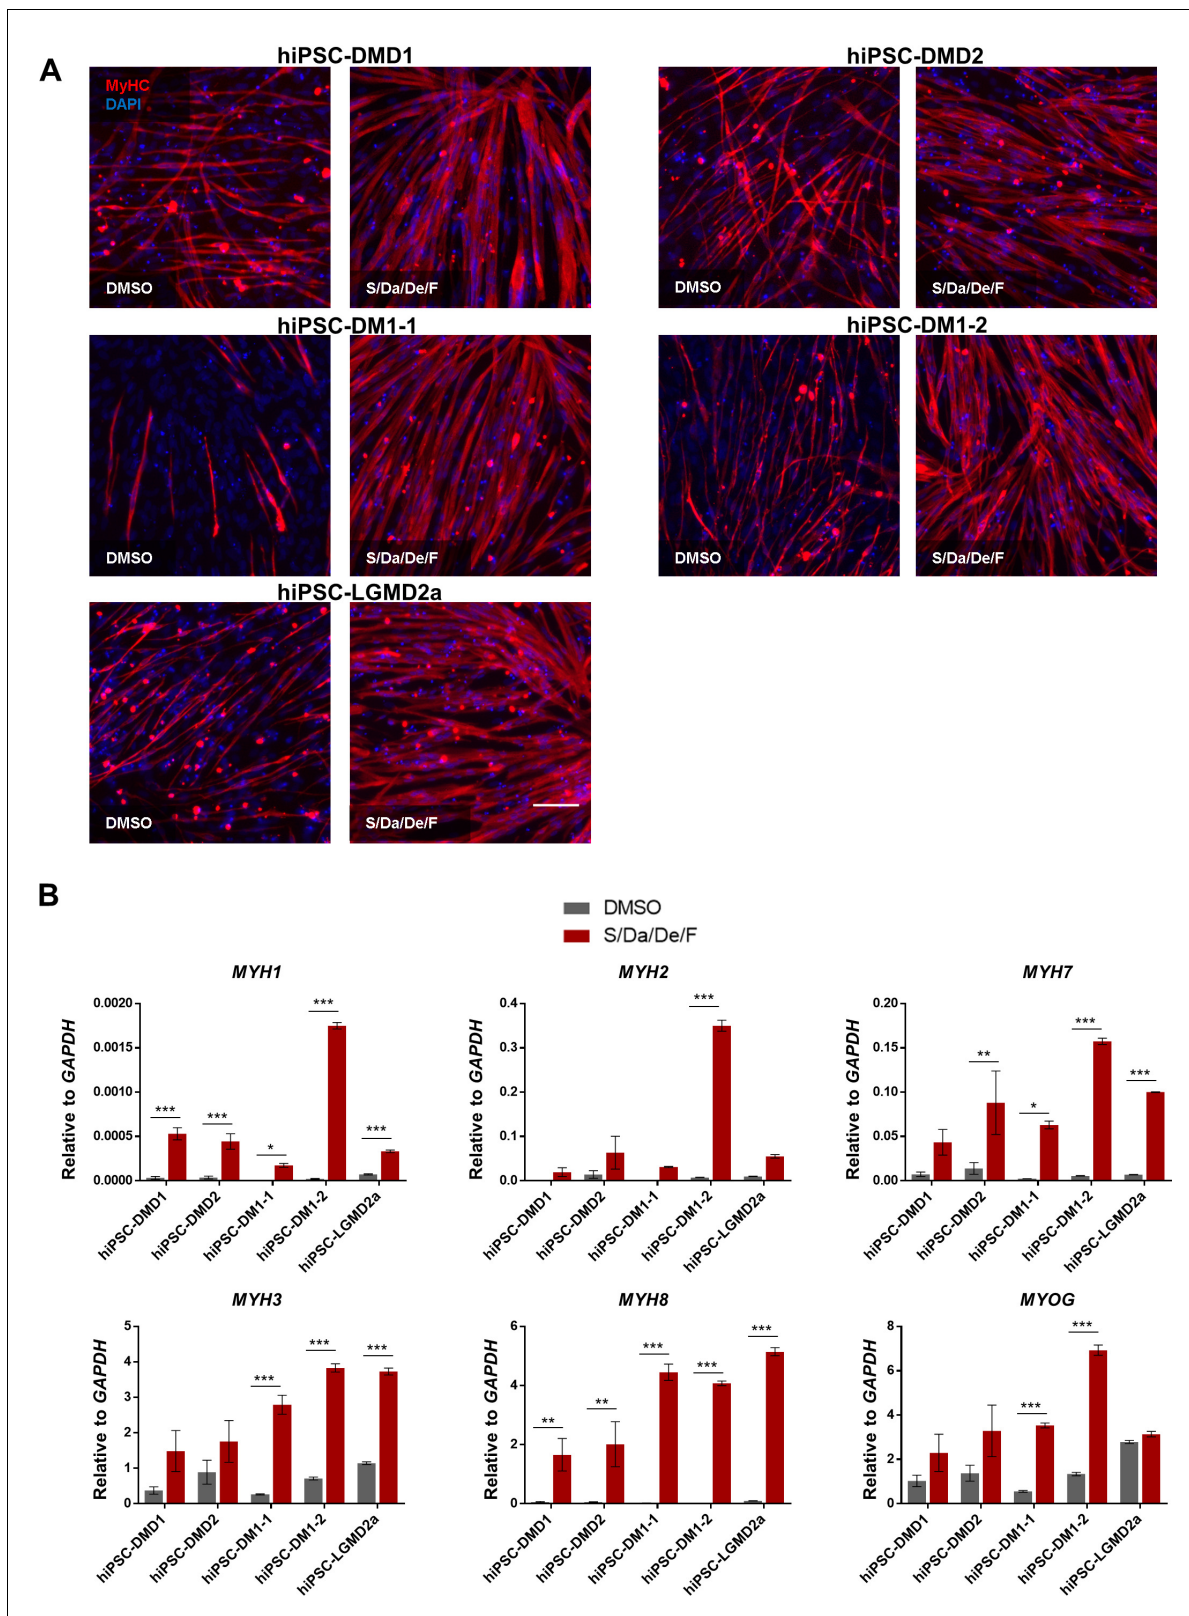 A
hiPSC-DMD1
hiPSC-DMD2
MyHC
DAPI
DMSO
S/Da/De/F
DMSO
S/Da/De/F
hiPSC-DM1-1
hiPSC-DM1-2
DMSO
S/Da/De/F
DMSO
S/Da/De/F
hiPSC-LGMD2a
DMSO
S/Da/De/F
B
DMSO
S/Da/De/F
MYH1
Relative to GAPDH
0.0020
0.0015
0.0010
0.0005
0.0000
***
***
*
***
***
hiPSC-DMD1
hiPSC-DMD2
hiPSC-DM1-1
hiPSC-DM1-2
hiPSC-LGMD2a
MYH2
Relative to GAPDH
0.4
0.3
0.2
0.1
0.0
***
hiPSC-DMD1
hiPSC-DMD2
hiPSC-DM1-1
hiPSC-DM1-2
hiPSC-LGMD2a
MYH7
Relative to GAPDH
0.20
0.15
0.10
0.05
0.00
**
*
***
***
hiPSC-DMD1
hiPSC-DMD2
hiPSC-DM1-1
hiPSC-DM1-2
hiPSC-LGMD2a
MYH3
Relative to GAPDH
5
4
3
2
1
0
***
***
***
hiPSC-DMD1
hiPSC-DMD2
hiPSC-DM1-1
hiPSC-DM1-2
hiPSC-LGMD2a
MYH8
Relative to GAPDH
6
4
2
0
**
**
***
***
***
hiPSC-DMD1
hiPSC-DMD2
hiPSC-DM1-1
hiPSC-DM1-2
hiPSC-LGMD2a
MYOG
Relative to GAPDH
8
6
4
2
0
***
***
hiPSC-DMD1
hiPSC-DMD2
hiPSC-DM1-1
hiPSC-DM1-2
hiPSC-LGMD2a